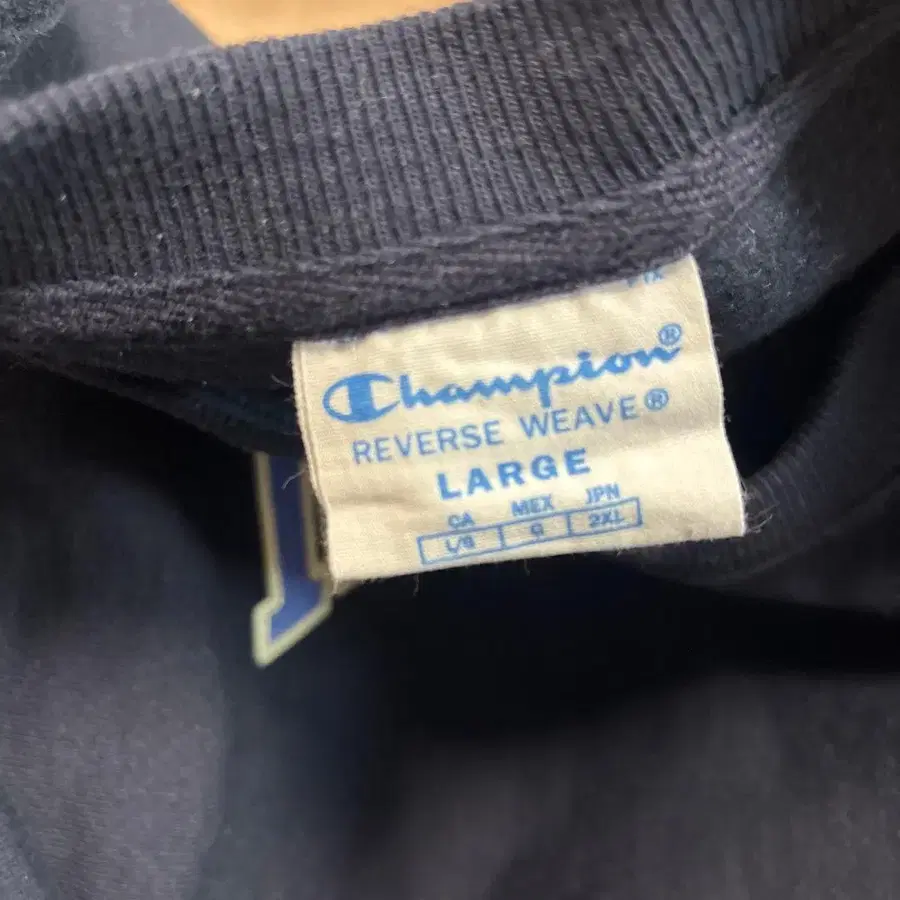 Champion®
REVERSE WEAVE®
LARGE
CA MEX JPN
L/G G 2XL